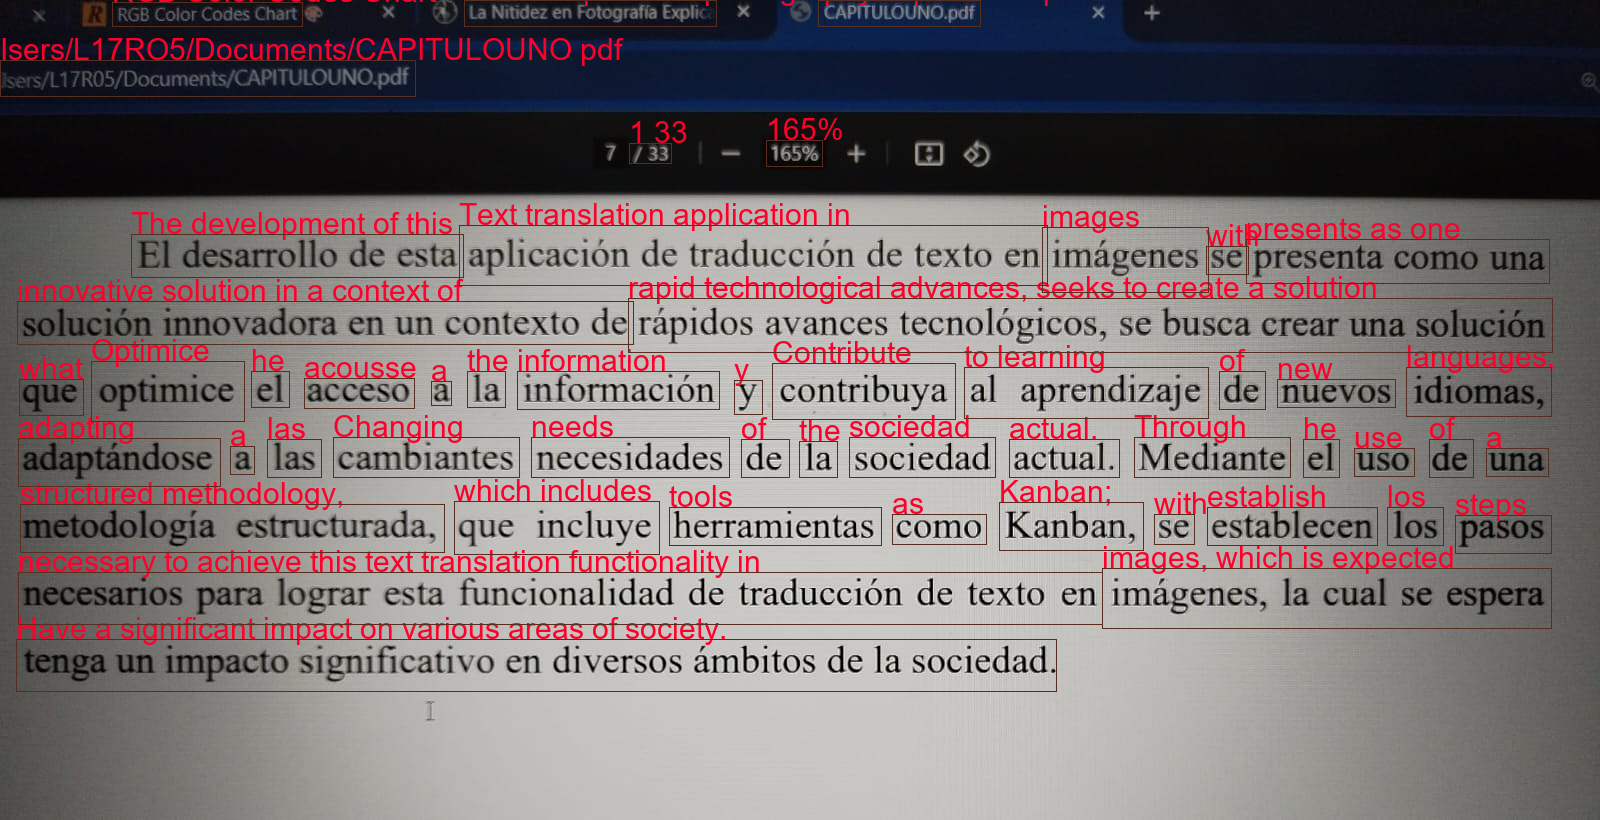 RGB Color Codes Chart
La Nitidez en Fotografía Explic
CAPITULOUNO.pdf
lsers/L17RO5/Documents/CAPITULOUNO pdf
Jsers/L17R05/Documents/CAPITULOUNO.pdf
1 33 165%
7 / 33 165%
The development of this Text translation application in images with presents as one
El desarrollo de esta aplicación de traducción de texto en imágenes se presenta como una
innovative solution in a context of rapid technological advances, seeks to create a solution
solución innovadora en un contexto de rápidos avances tecnológicos, se busca crear una solución
what Optimice he acousse a the information y Contribute to learning of new languages,
que optimice el acceso a la información y contribuya al aprendizaje de nuevos idiomas,
adapting a las Changing needs of the sociedad actual. Through he use of a
adaptándose a las cambiantes necesidades de la sociedad actual. Mediante el uso de una
structured methodology, which includes tools as Kanban; with establish los steps
metodología estructurada, que incluye herramientas como Kanban, se establecen los pasos
necessary to achieve this text translation functionality in images, which is expected
necesarios para lograr esta funcionalidad de traducción de texto en imágenes, la cual se espera
Have a significant impact on various areas of society.
tenga un impacto significativo en diversos ámbitos de la sociedad.